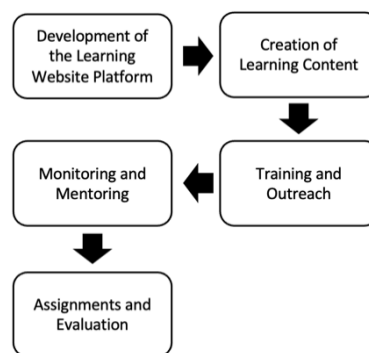 Development of
the Learning
Website Platform
Creation of
Learning Content
Training and
Outreach
Monitoring and
Mentoring
Assignments and
Evaluation